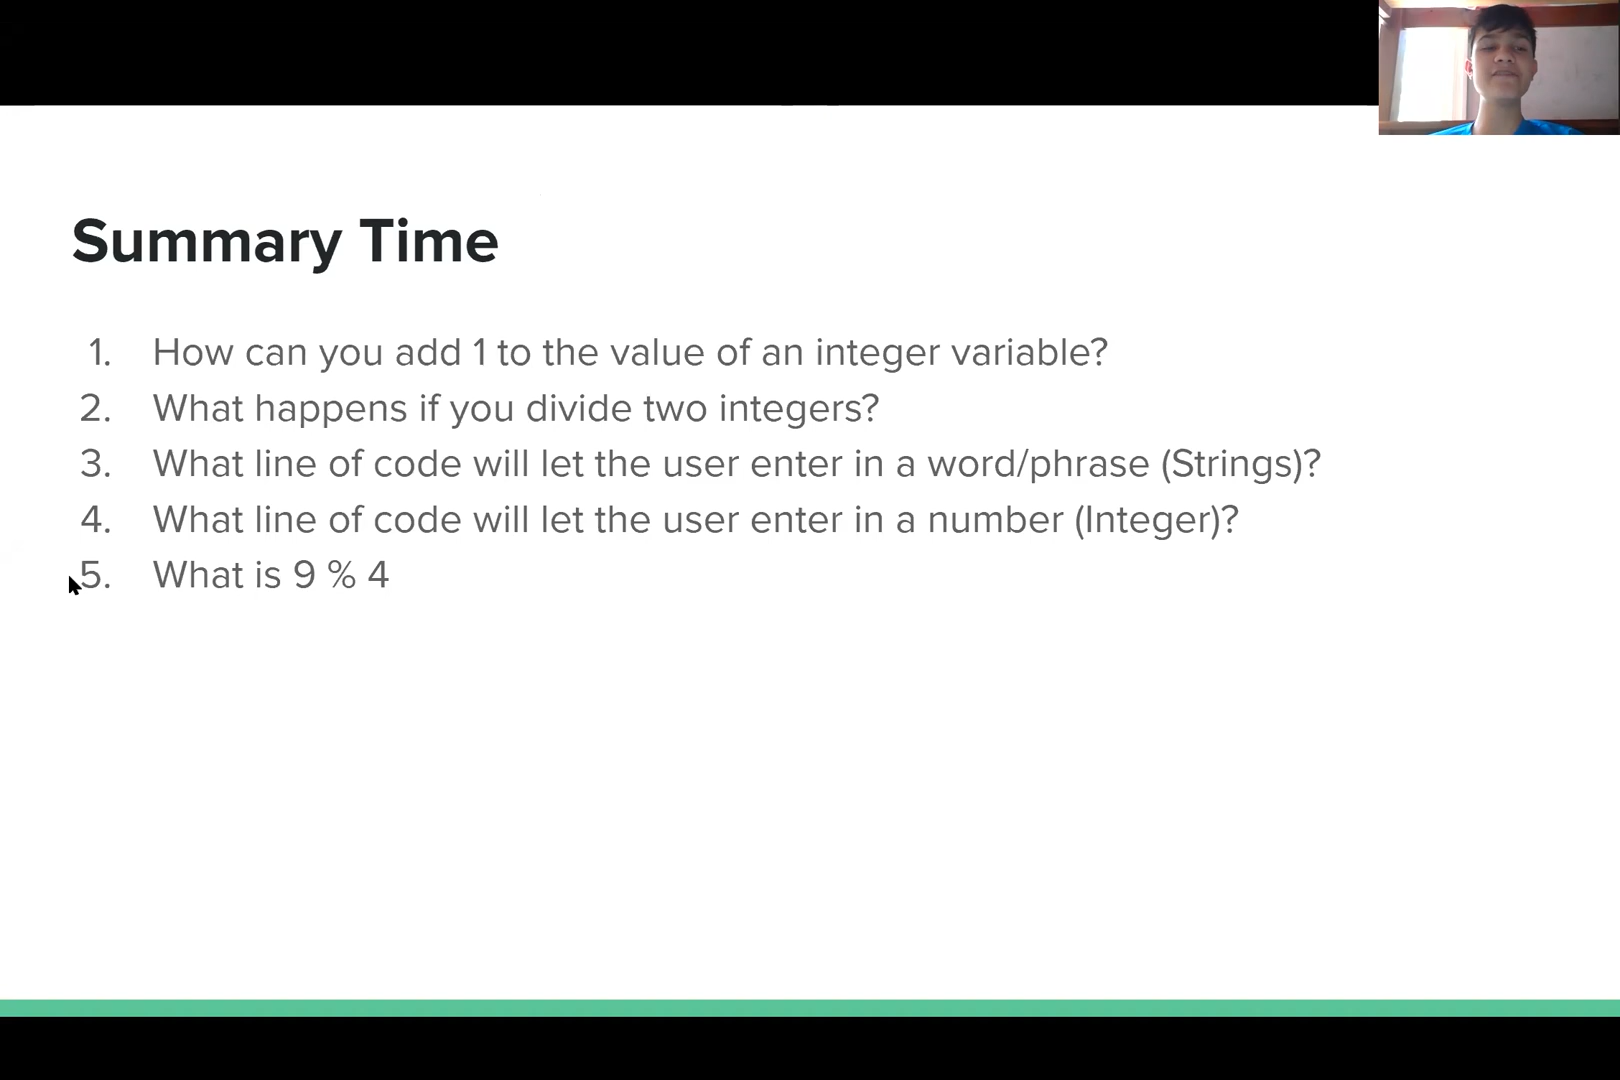 Summary Time
1. How can you add 1 to the value of an integer variable?
2. What happens if you divide two integers?
3. What line of code will let the user enter in a word/phrase (Strings)?
4. What line of code will let the user enter in a number (Integer)?
5. What is 9 % 4